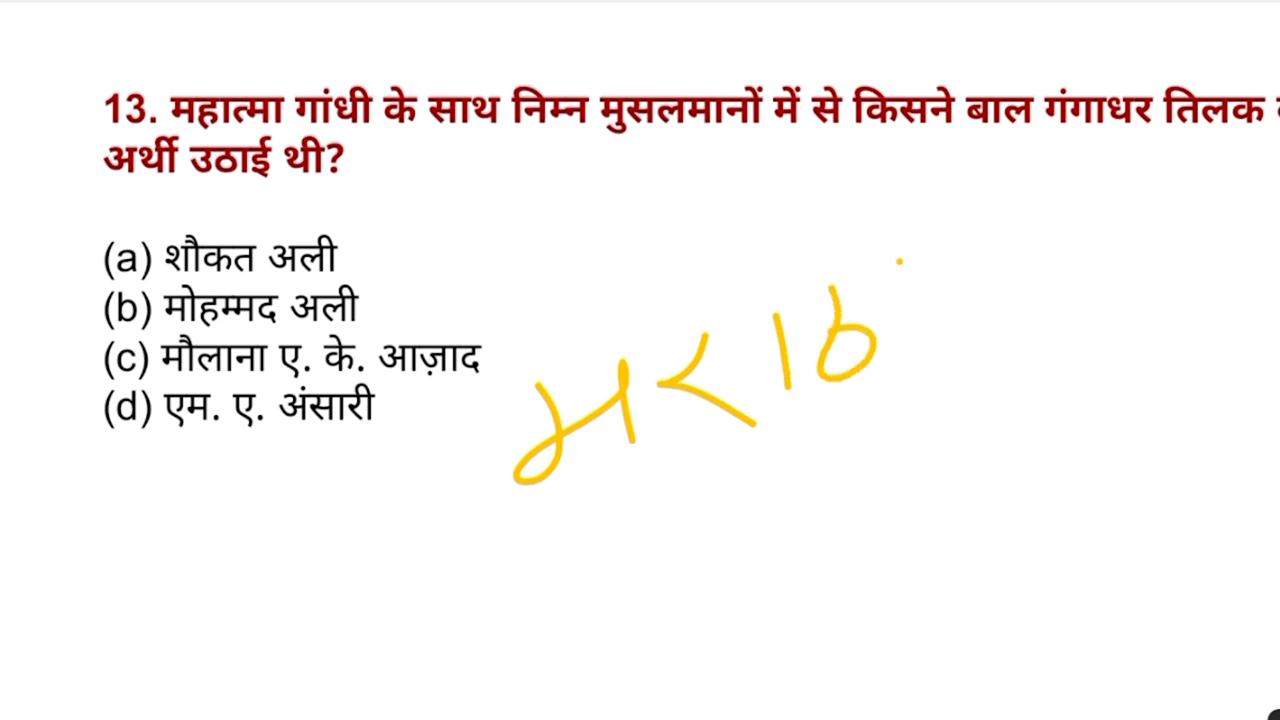 13. महात्मा गांधी के साथ निम्न मुसलमानों में से किसने बाल गंगाधर तिलक
अर्थी उठाई थी?
(a) शौकत अली
(b) मोहम्मद अली
(c) मौलाना ए. के. आज़ाद
(d) एम. ए. अंसारी